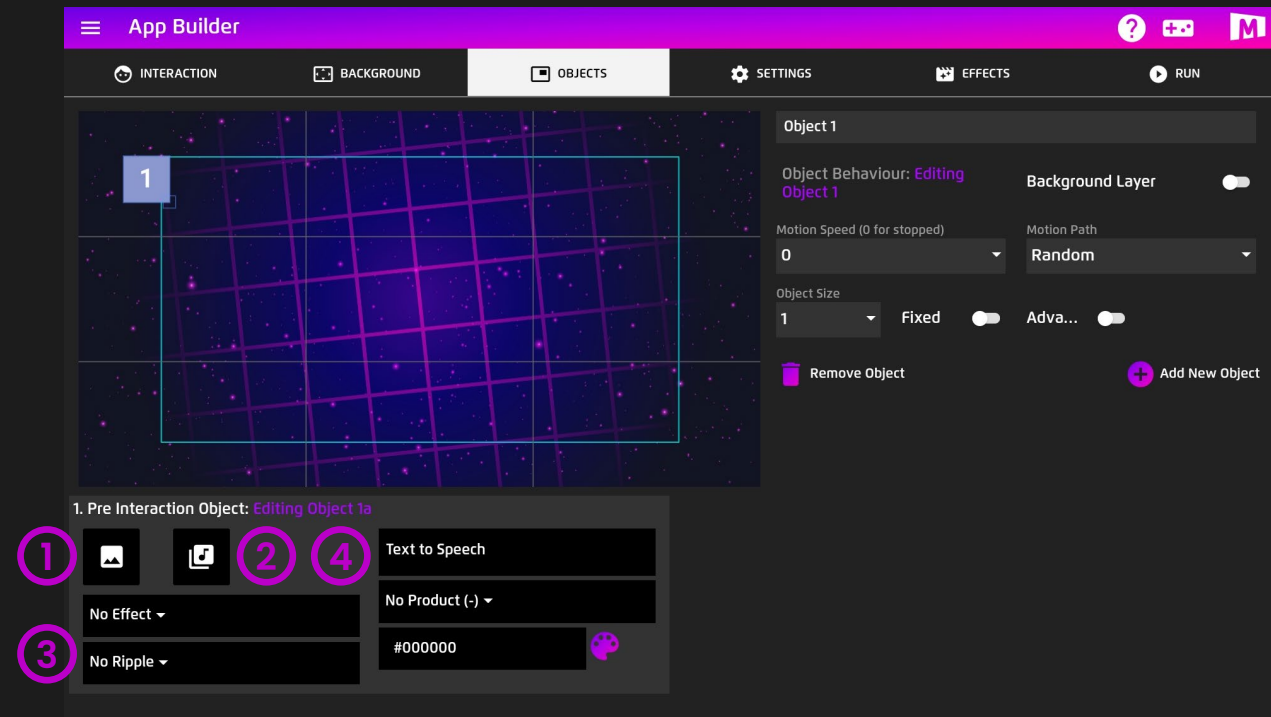 App Builder
? M
INTERACTION
BACKGROUND
OBJECTS
SETTINGS
EFFECTS
RUN
1
Object 1
Object Behaviour: Editing
Object 1
Background Layer
Motion Speed (0 for stopped)
0
Motion Path
Random
Object Size
1
Fixed
Adva...
Remove Object
Add New Object
1. Pre Interaction Object: Editing Object 1a
1
2
4
Text to Speech
No Effect
No Product (-)
3
No Ripple
#000000